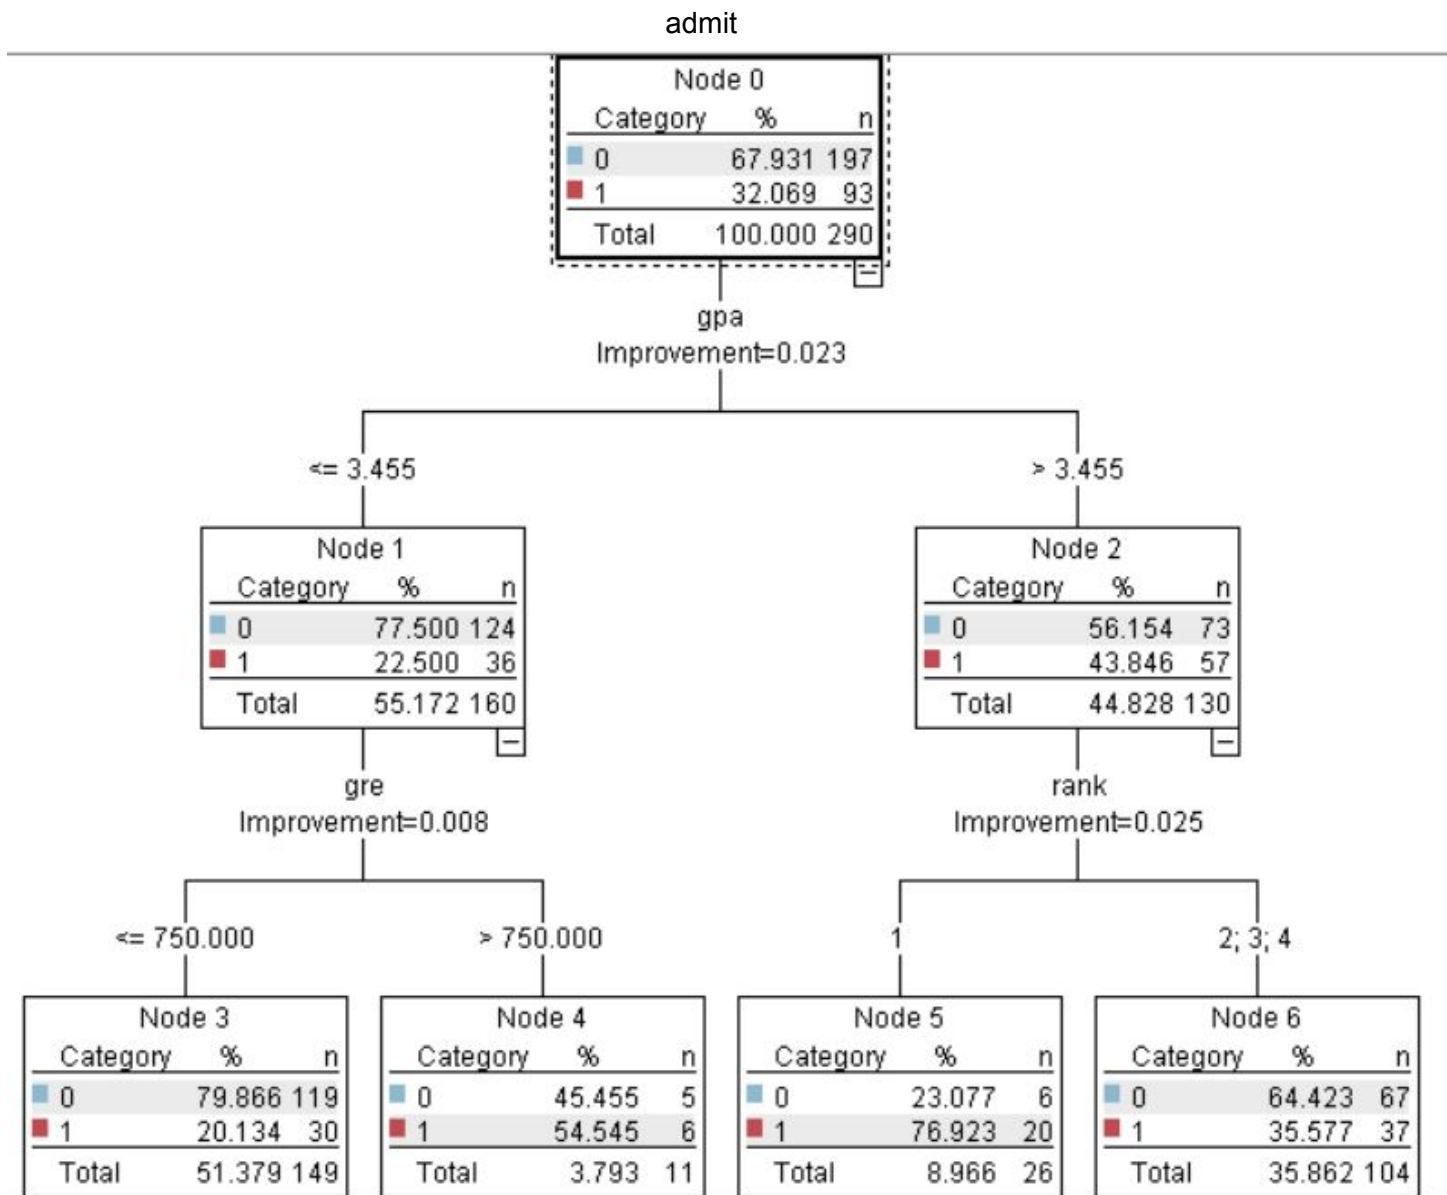 admit
Node 0
Category % n
0 67.931 197
1 32.069 93
Total 100.000 290
gpa
Improvement=0.023
<= 3.455
> 3.455
Node 1
Category % n
0 77.500 124
1 22.500 36
Total 55.172 160
Node 2
Category % n
0 56.154 73
1 43.846 57
Total 44.828 130
gre
Improvement=0.008
rank
Improvement=0.025
<= 750.000
> 750.000
1
2; 3; 4
Node 3
Category % n
0 79.866 119
1 20.134 30
Total 51.379 149
Node 4
Category % n
0 45.455 5
1 54.545 6
Total 3.793 11
Node 5
Category % n
0 23.077 6
1 76.923 20
Total 8.966 26
Node 6
Category % n
0 64.423 67
1 35.577 37
Total 35.862 104